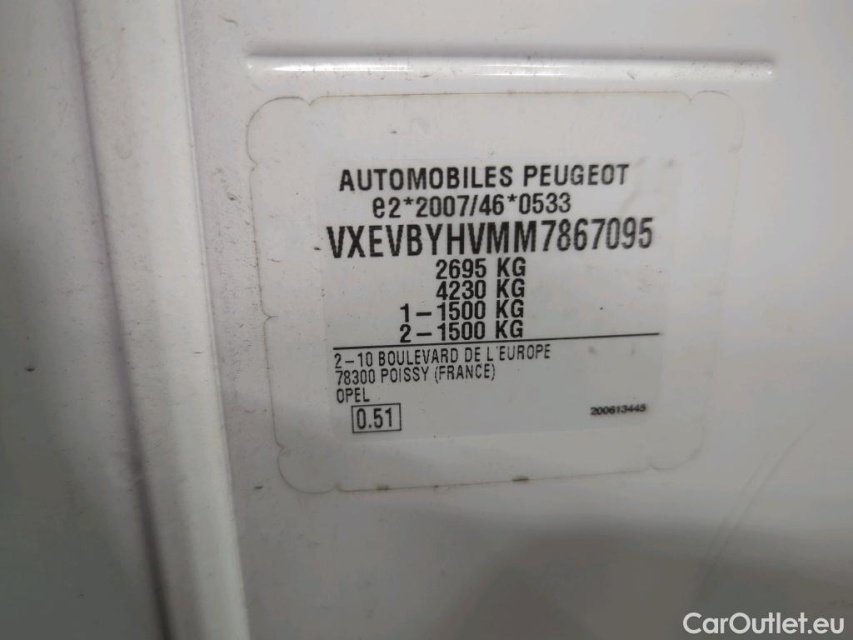 AUTOMOBILES PEUGEOT
e2*2007/46*0533
VXEVBYHVMM7867095
2695 KG
4230 KG
1-1500 KG
2-1500 KG
2-10 BOULEVARD DE L'EUROPE
78300 POISSY (FRANCE)
OPEL
0.51
200613445
CarOutlet.eu